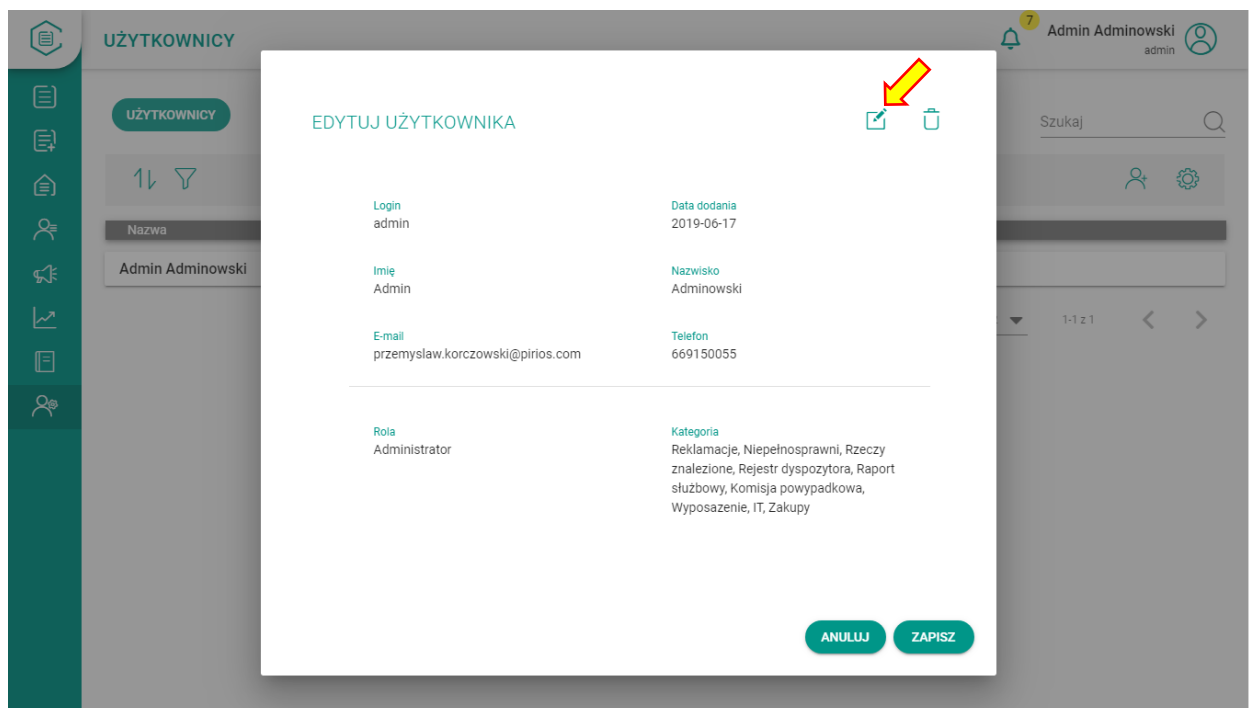 UŻYTKOWNICY
7
Admin Adminowski
admin
UŻYTKOWNICY
Szukaj
Nazwa
Admin Adminowski
1-1 z 1
EDYTUJ UŻYTKOWNIKA
Login
admin
Data dodania
2019-06-17
Imię
Admin
Nazwisko
Adminowski
E-mail
przemyslaw.korczowski@pirios.com
Telefon
669150055
Rola
Administrator
Kategoria
Reklamacje, Niepełnosprawni, Rzeczy
znalezione, Rejestr dyspozytora, Raport
służbowy, Komisja powypadkowa,
Wyposazenie, IT, Zakupy
ANULUJ
ZAPISZ